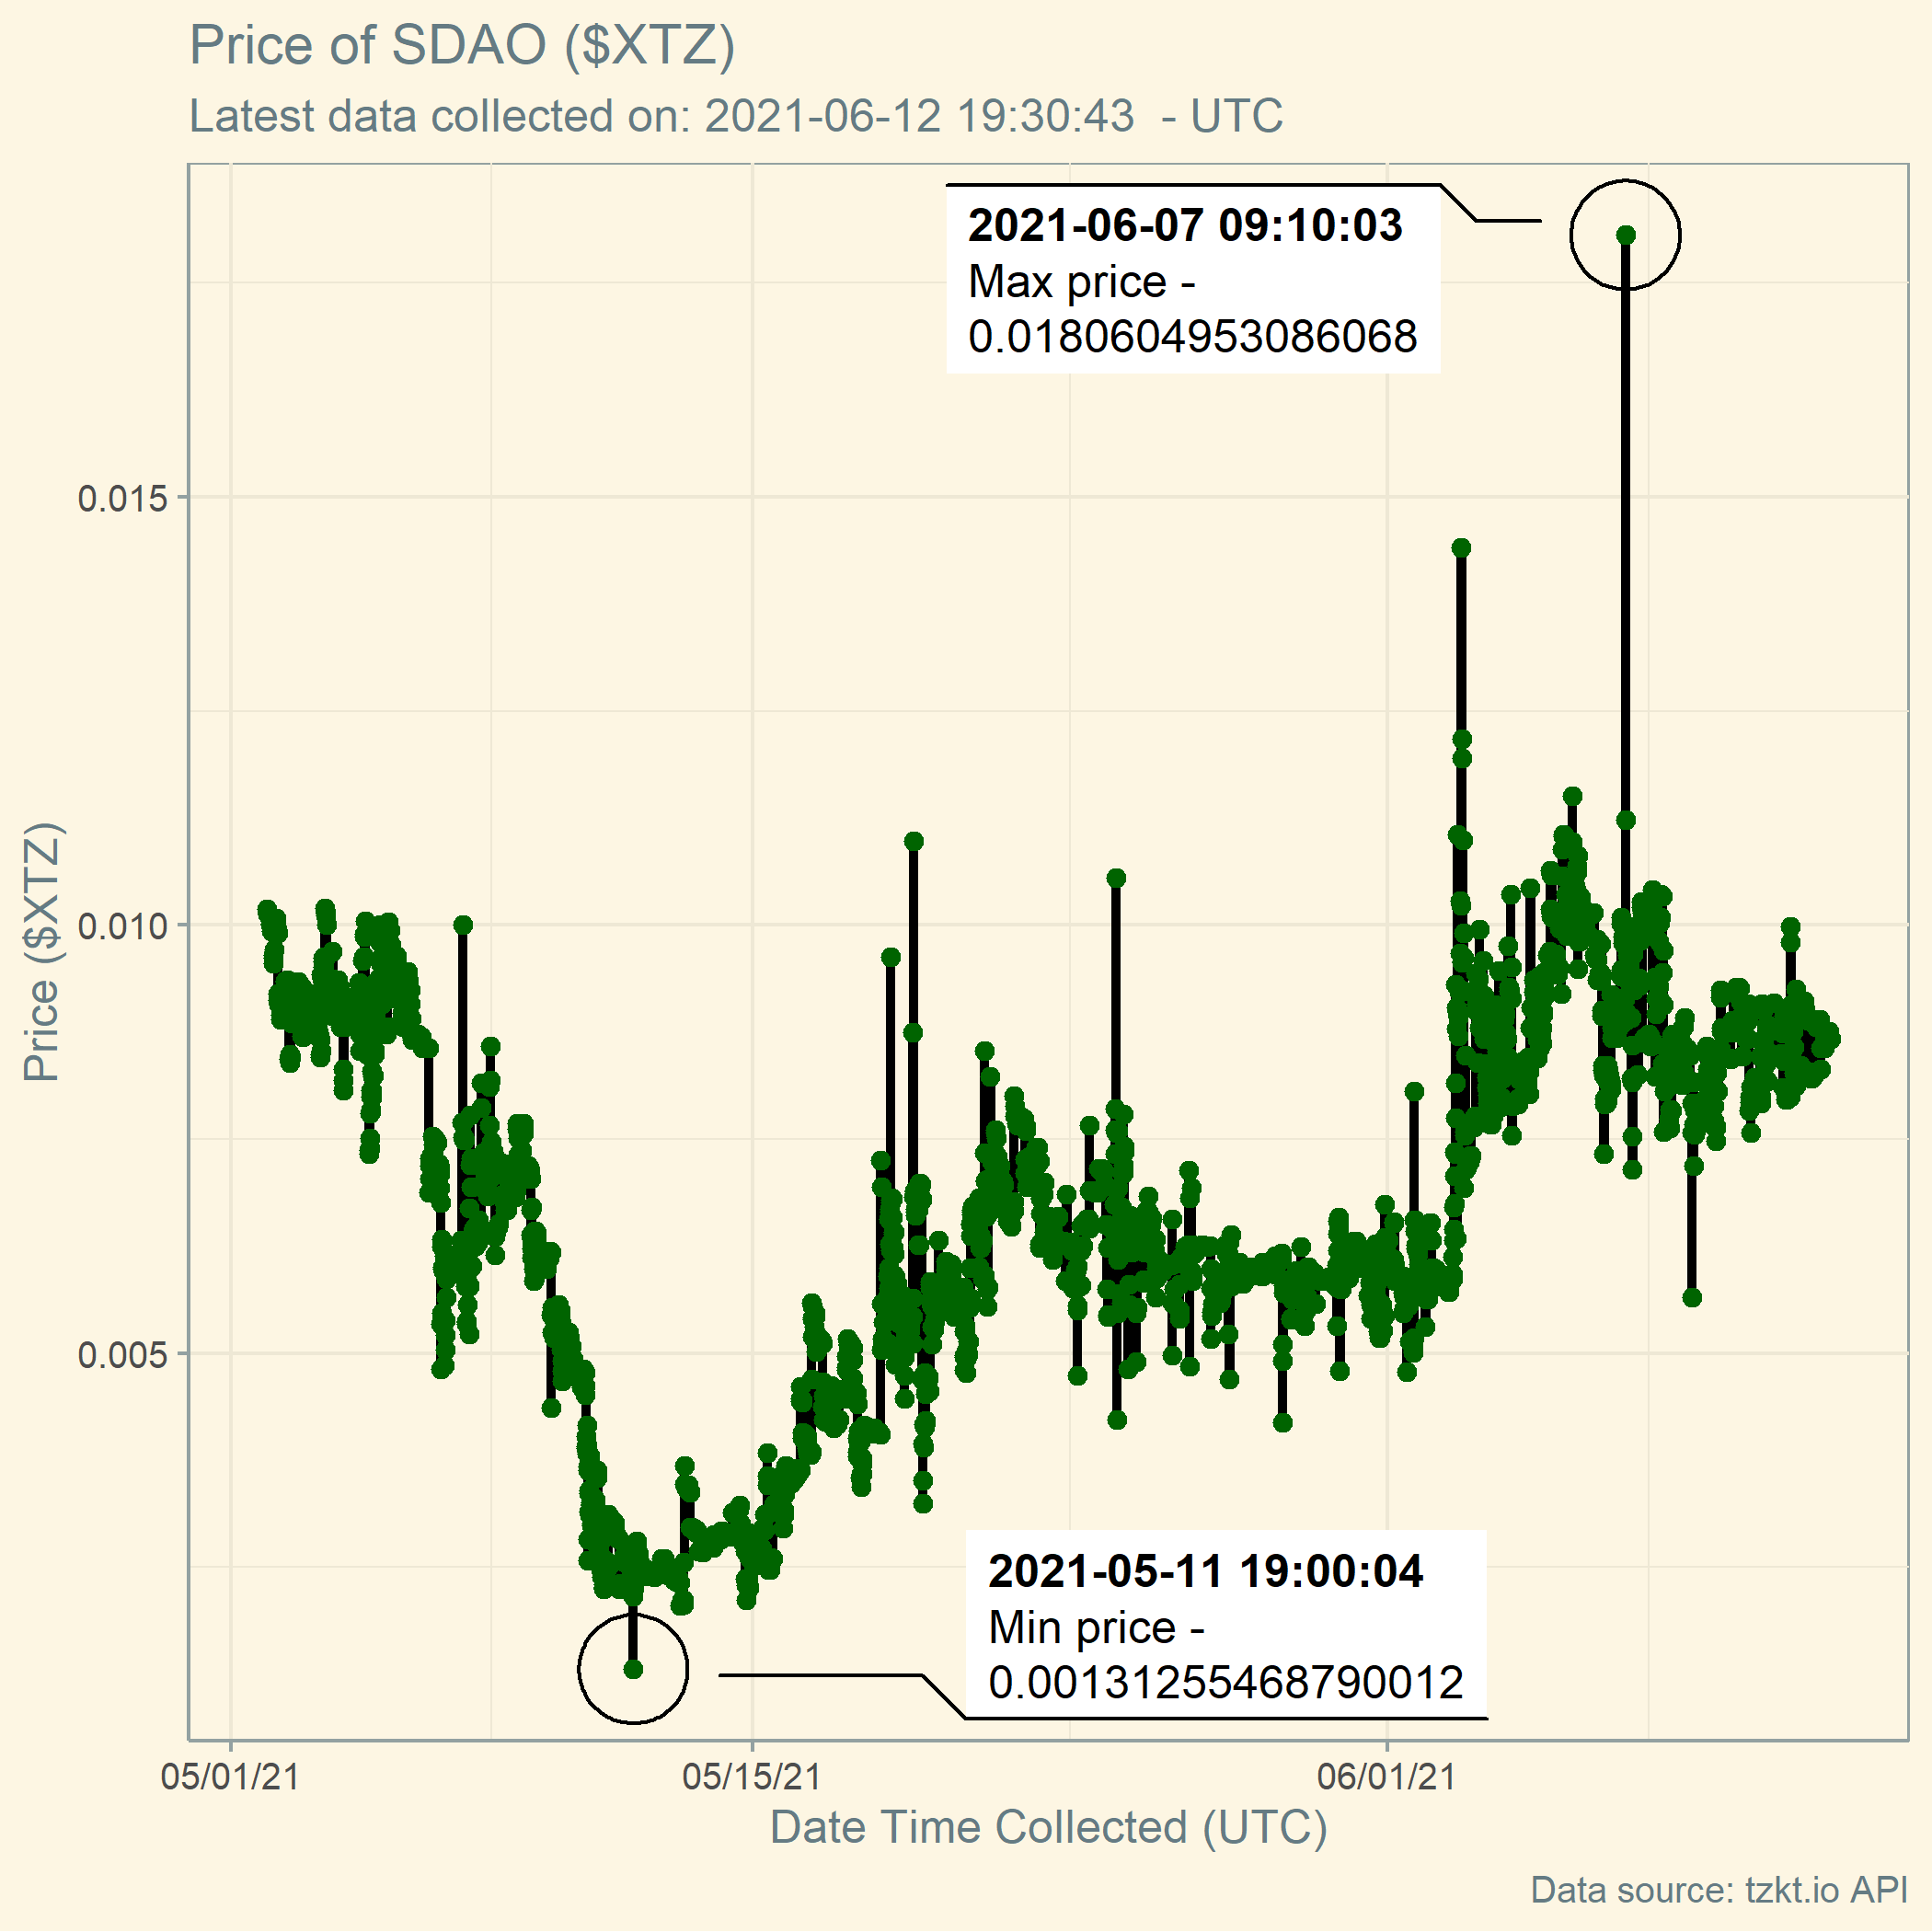 Price of SDAO ($XTZ)
Latest data collected on: 2021-06-12 19:30:43  - UTC
2021-06-07 09:10:03
Max price -
0.0180604953086068
0.015
0.010
0.005
Price ($XTZ)
2021-05-11 19:00:04
Min price -
0.00131255468790012
05/01/21
05/15/21
06/01/21
Date Time Collected (UTC)
Data source: tzkt.io API